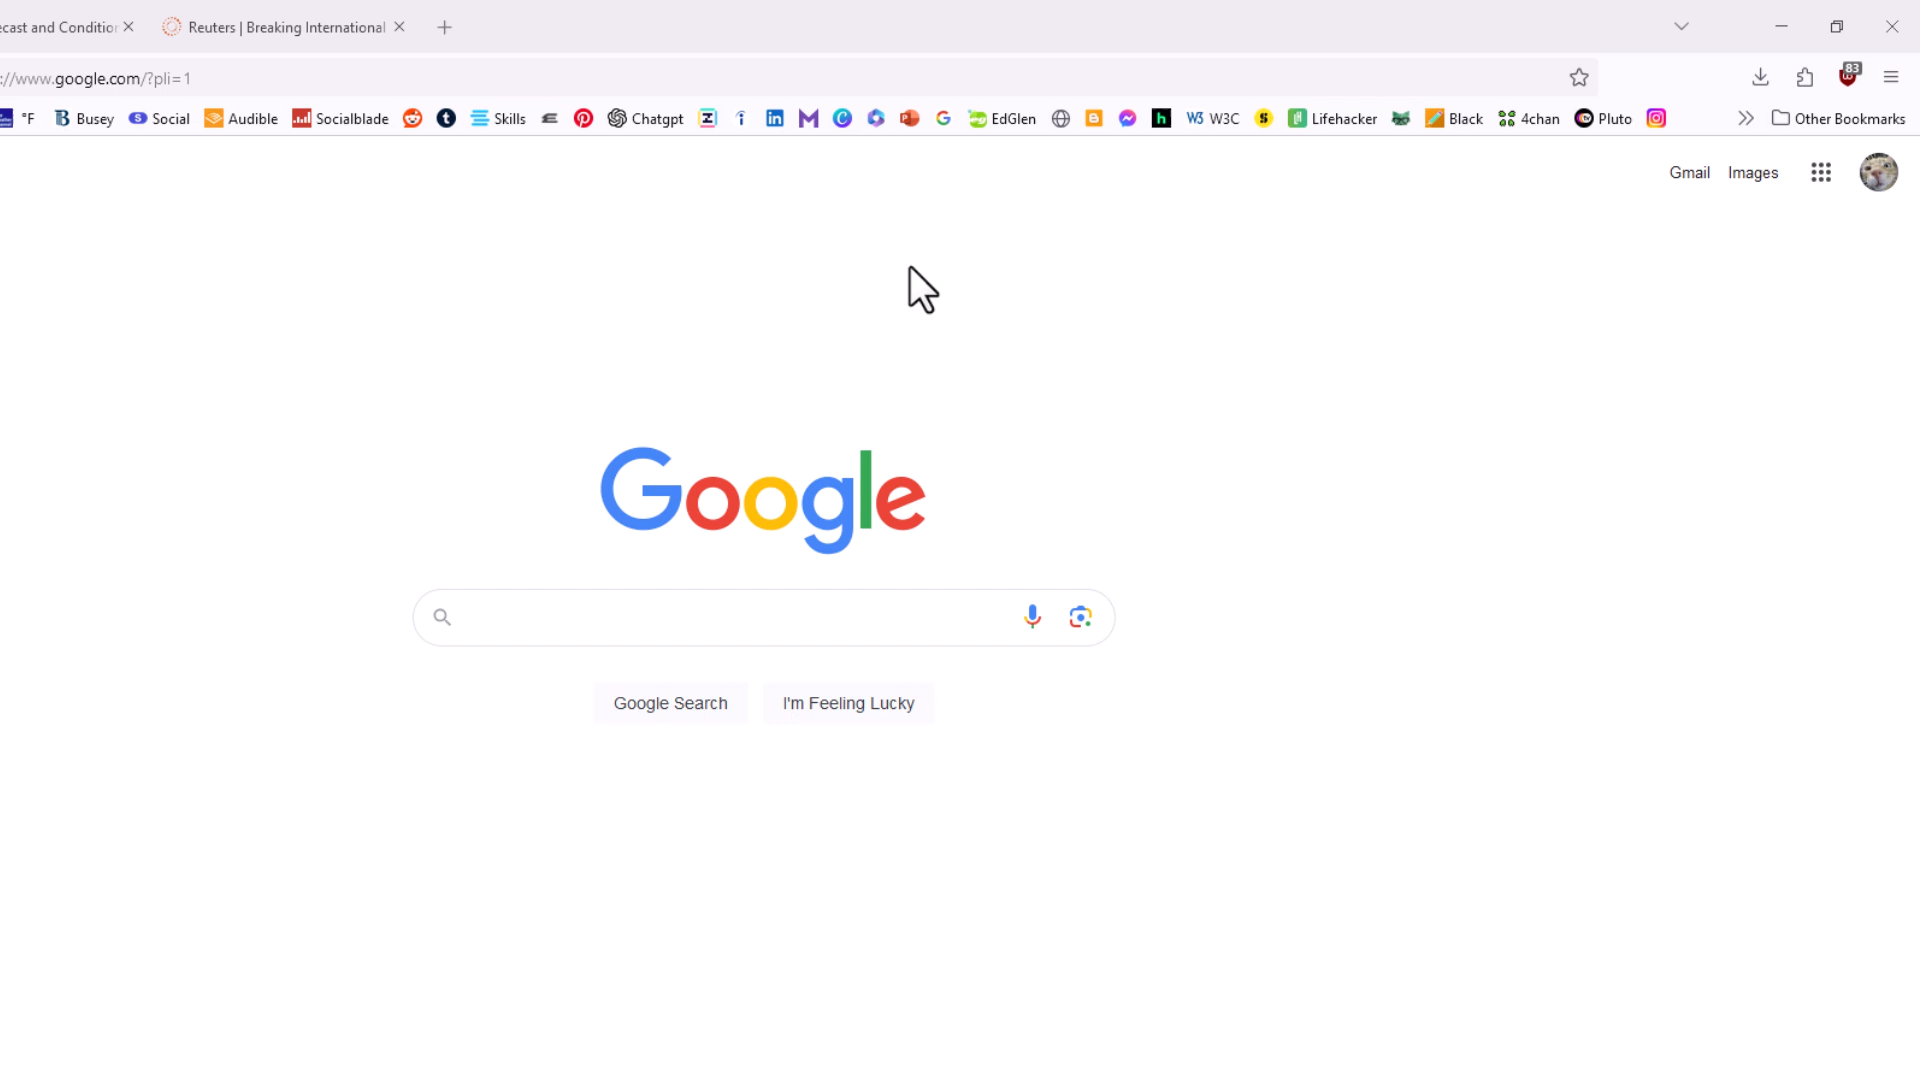 ecast and Conditio
Reuters | Breaking International
://www.google.com/?pli=1
83
°F Busey Social Audible Socialblade Skills Chatgpt EdGlen W3C Lifehacker Black 4chan Pluto Other Bookmarks
Gmail Images
Google
Google Search I'm Feeling Lucky